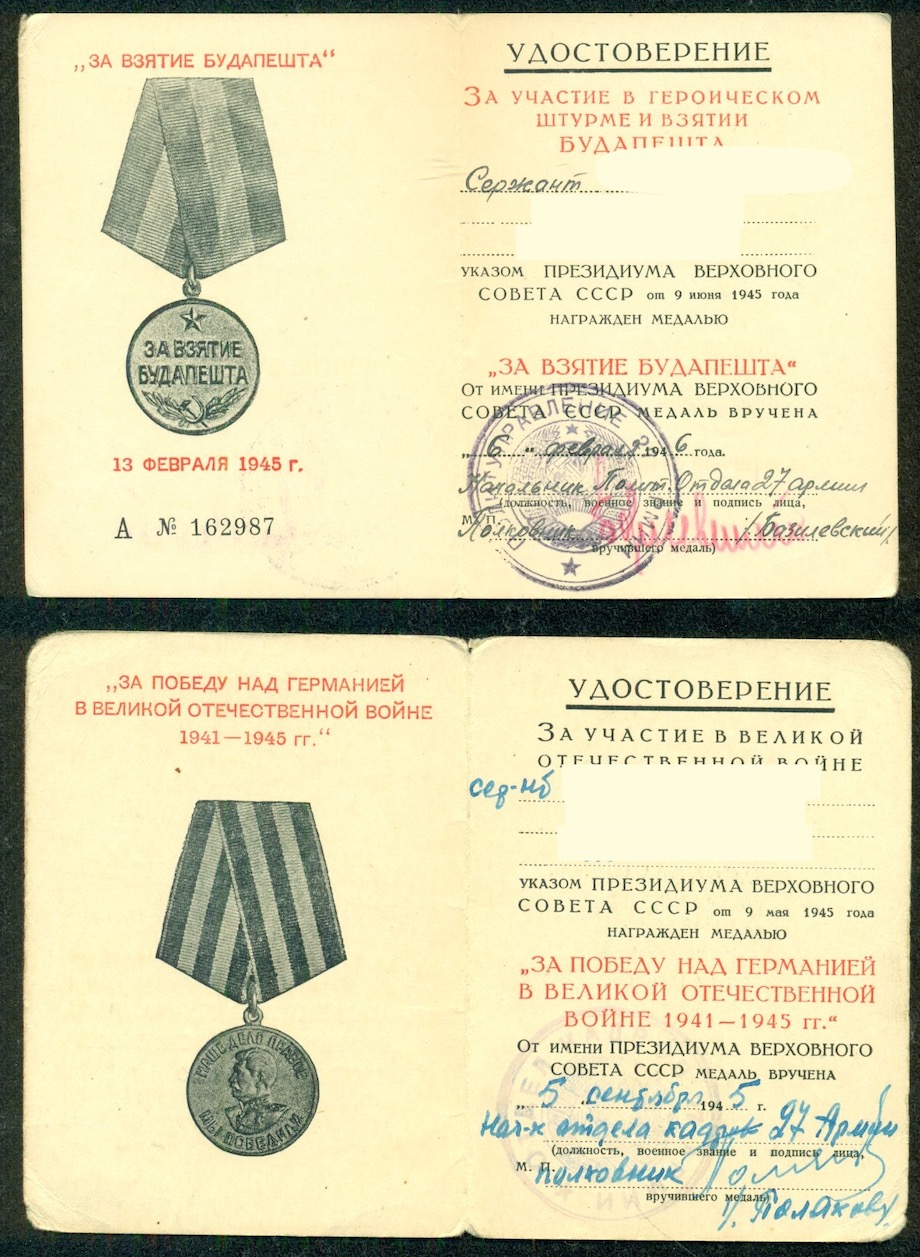 „ЗА ВЗЯТИЕ БУДАПЕШТА“
ЗА ВЗЯТИЕ
БУДАПЕШТА
13 ФЕВРАЛЯ 1945 г.
А № 162987
УДОСТОВЕРЕНИЕ
ЗА УЧАСТИЕ В ГЕРОИЧЕСКОМ
ШТУРМЕ И ВЗЯТИИ
БУДАПЕШТА
Сержант
УКАЗОМ ПРЕЗИДИУМА ВЕРХОВНОГО
СОВЕТА СССР от 9 июня 1945 года
НАГРАЖДЕН МЕДАЛЬЮ
„ЗА ВЗЯТИЕ БУДАПЕШТА“
ОТ ИМЕНИ ПРЕЗИДИУМА ВЕРХОВНОГО
СОВЕТА СССР МЕДАЛЬ ВРУЧЕНА
„6“ февраля 1946 года.
Начальник Полит. Отдела 27 армии
(должность, военное звание и подпись лица,
М. П.
Полковник /Базилевский/
вручившего медаль)
„ЗА ПОБЕДУ НАД ГЕРМАНИЕЙ
В ВЕЛИКОЙ ОТЕЧЕСТВЕННОЙ ВОЙНЕ
1941—1945 гг.“
НАШЕ ДЕЛО ПРАВОЕ
МЫ ПОБЕДИЛИ
УДОСТОВЕРЕНИЕ
ЗА УЧАСТИЕ В ВЕЛИКОЙ
ОТЕЧЕСТВЕННОЙ ВОЙНЕ
УКАЗОМ ПРЕЗИДИУМА ВЕРХОВНОГО
СОВЕТА СССР от 9 мая 1945 года
НАГРАЖДЕН МЕДАЛЬЮ
„ЗА ПОБЕДУ НАД ГЕРМАНИЕЙ
В ВЕЛИКОЙ ОТЕЧЕСТВЕННОЙ
ВОЙНЕ 1941—1945 гг.“
ОТ ИМЕНИ ПРЕЗИДИУМА ВЕРХОВНОГО
СОВЕТА СССР МЕДАЛЬ ВРУЧЕНА
„5“ сентября 1945 г.
Нач-к отдела кадров 27 Армии
(должность, военное звание и подпись лица,
М. П.
Полковник
вручившего медаль)